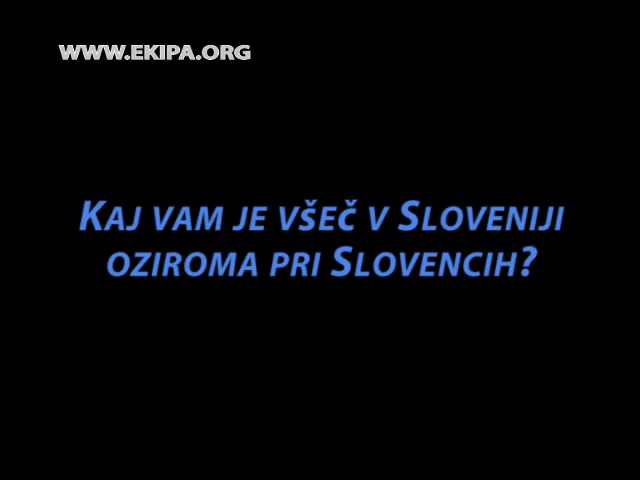 WWW.EKIPA.ORG
KAJ VAM JE VŠEČ V SLOVENIJI
OZIROMA PRI SLOVENCIH?